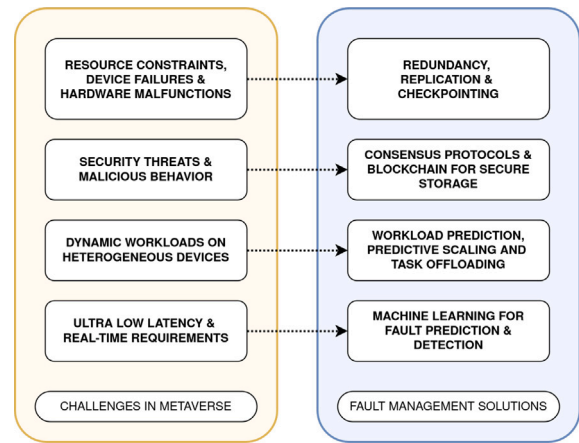 RESOURCE CONSTRAINTS,
DEVICE FAILURES &
HARDWARE MALFUNCTIONS
REDUNDANCY,
REPLICATION &
CHECKPOINTING
SECURITY THREATS &
MALICIOUS BEHAVIOR
CONSENSUS PROTOCOLS &
BLOCKCHAIN FOR SECURE
STORAGE
DYNAMIC WORKLOADS ON
HETEROGENEOUS DEVICES
WORKLOAD PREDICTION,
PREDICTIVE SCALING AND
TASK OFFLOADING
ULTRA LOW LATENCY &
REAL-TIME REQUIREMENTS
MACHINE LEARNING FOR
FAULT PREDICTION &
DETECTION
CHALLENGES IN METAVERSE
FAULT MANAGEMENT SOLUTIONS